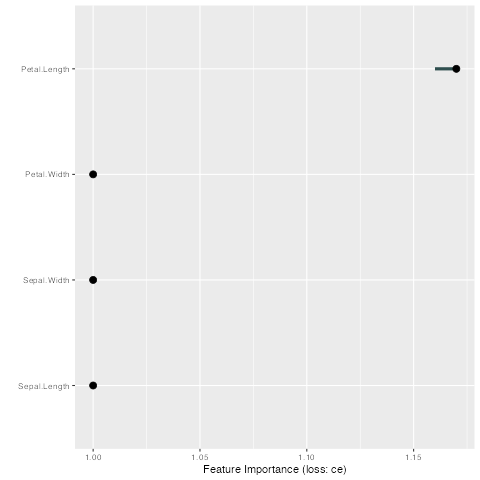 Petal.Length
Petal.Width
Sepal.Width
Sepal.Length
1.00 1.05 1.10 1.15
Feature Importance (loss: ce)